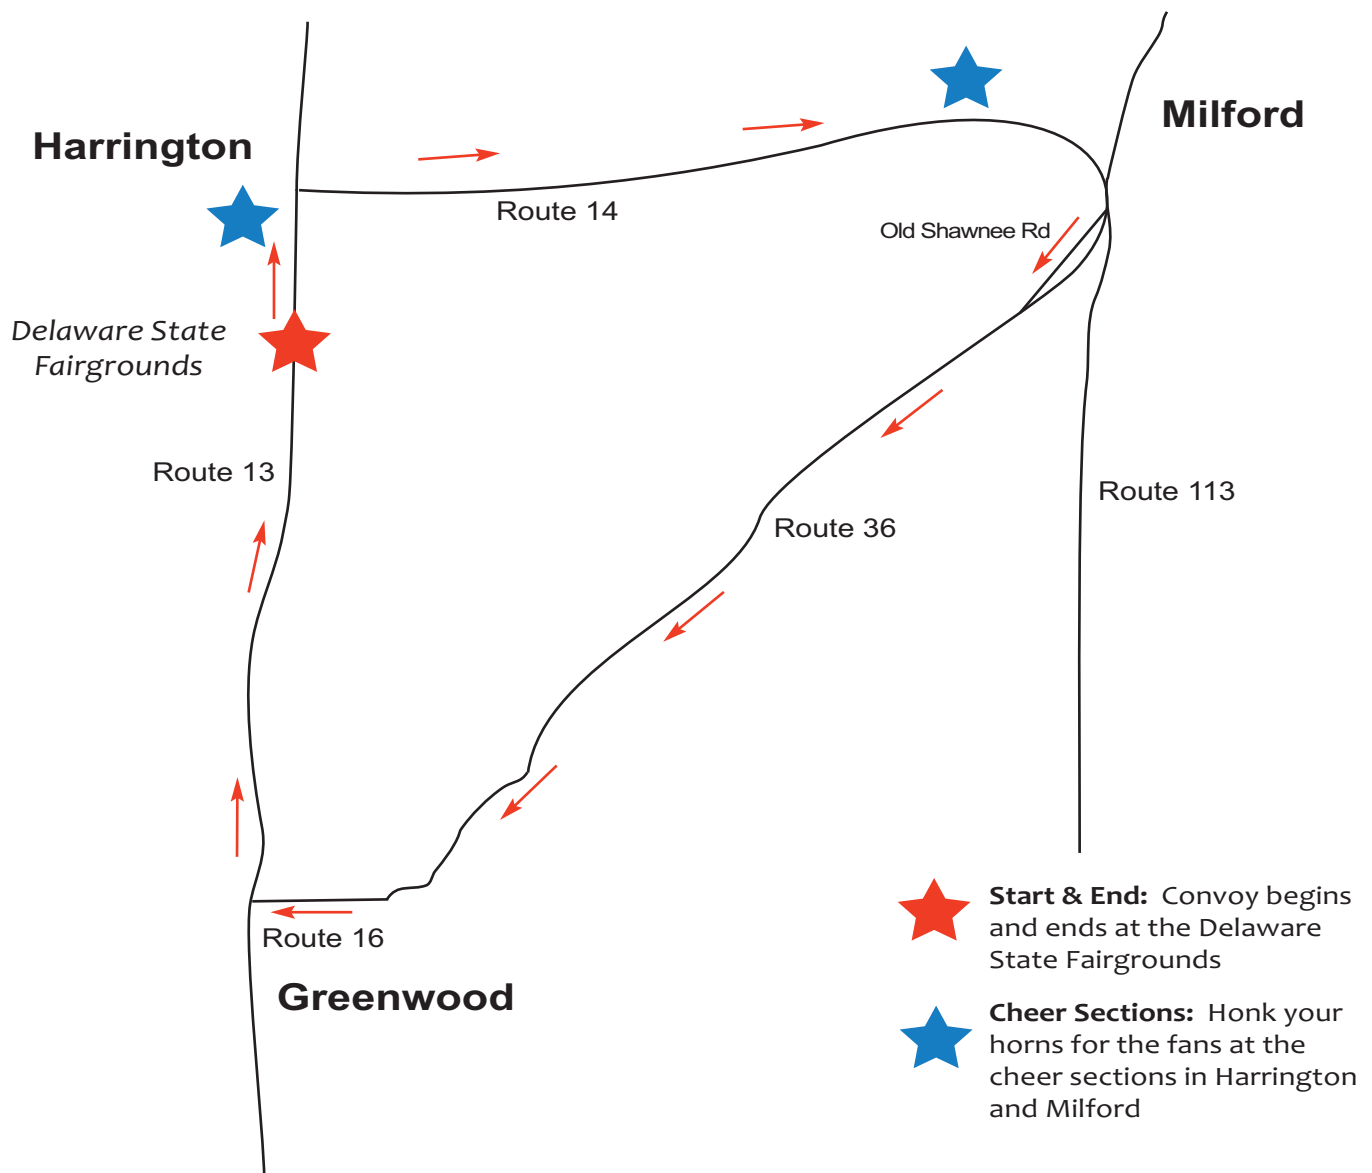 Milford
Harrington
Route 14
Old Shawnee Rd
Delaware State
Fairgrounds
Route 13
Route 113
Route 36
Start & End: Convoy begins
and ends at the Delaware
State Fairgrounds
Route 16
Greenwood
Cheer Sections: Honk your
horns for the fans at the
cheer sections in Harrington
and Milford